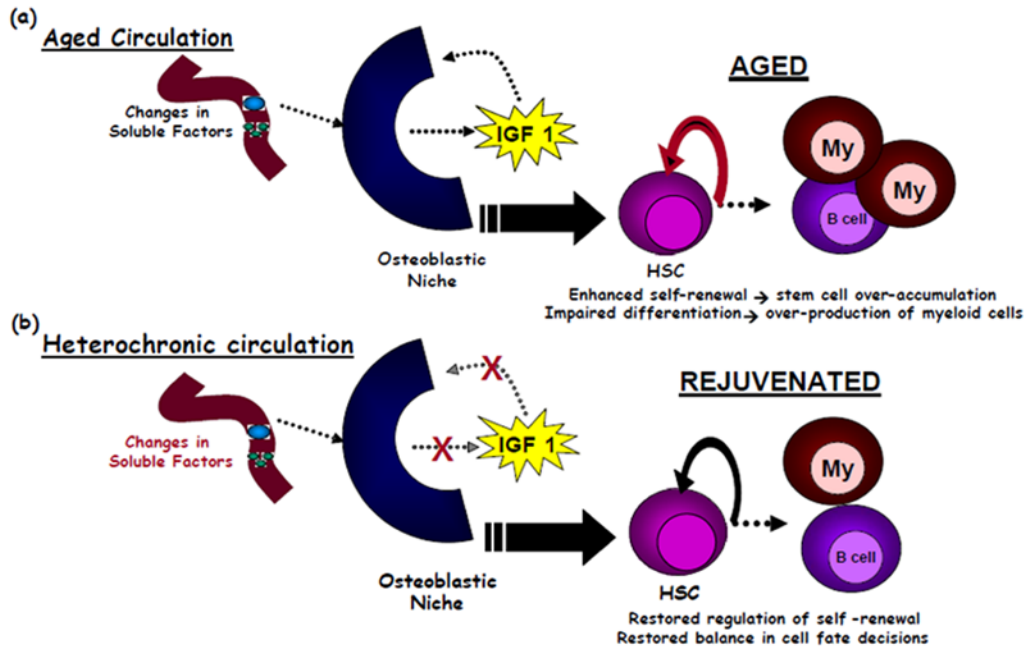 (a)
Aged Circulation
Changes in
Soluble Factors
IGF 1
Osteoblastic
Niche
AGED
HSC
My
My
B cell
Enhanced self-renewal → stem cell over-accumulation
Impaired differentiation → over-production of myeloid cells
(b)
Heterochronic circulation
Changes in
Soluble Factors
X
X
IGF 1
Osteoblastic
Niche
REJUVENATED
HSC
My
B cell
Restored regulation of self -renewal
Restored balance in cell fate decisions